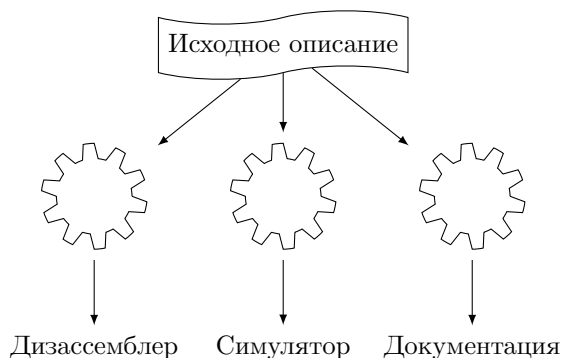 Исходное описание
Дизассемблер Симулятор Документация